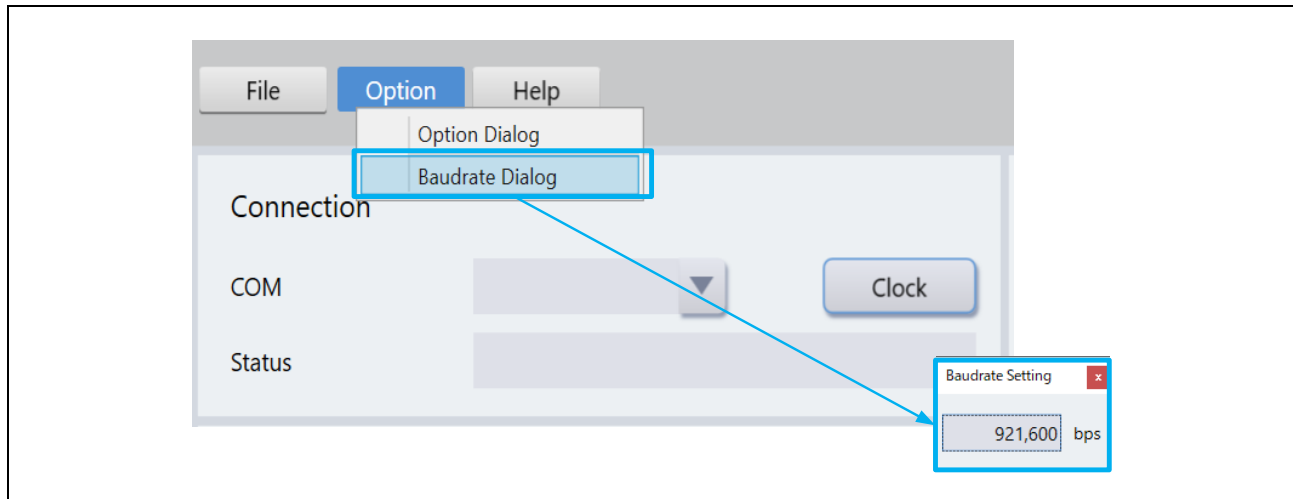 File Option Help
Option Dialog
Baudrate Dialog
Connection
COM Clock
Status
Baudrate Setting x
921,600 bps